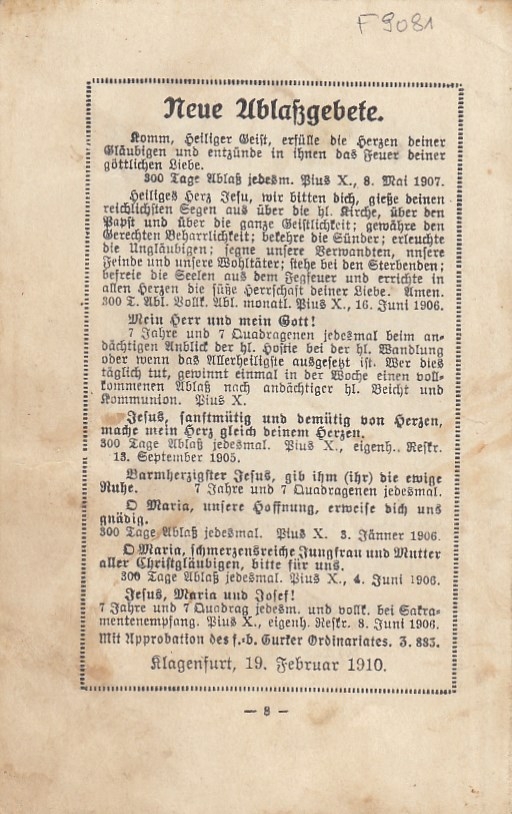 F 9081
Neue Ablaßgebete.
Komm, Heiliger Geist, erfülle die Herzen deiner
Gläubigen und entzünde in ihnen das Feuer deiner
göttlichen Liebe.
300 Tage Ablaß jedesm. Pius X., 8. Mai 1907.
Heiliges Herz Jesu, wir bitten dich, gieße deinen
reichlichsten Segen aus über die hl. Kirche, über den
Papst und über die ganze Geistlichkeit; gewähre den
Gerechten Beharrlichkeit; bekehre die Sünder; erleuchte
die Ungläubigen; segne unsere Verwandten, nnsere
Feinde und unsere Wohltäter; stehe bei den Sterbenden;
befreie die Seelen aus dem Fegfeuer und errichte in
allen Herzen die süße Herrschaft deiner Liebe. Amen.
300 T. Abl. Vollk. Abl. monatl. Pius X., 16. Juni 1906.
Mein Herr und mein Gott!
7 Jahre und 7 Quadragenen jedesmal beim an-
dächtigen Anblick der hl. Hostie bei der hl. Wandlung
oder wenn das Allerheiligste ausgesetzt ist. Wer dies
täglich tut, gewinnt einmal in der Woche einen voll-
kommenen Ablaß nach andächtiger hl. Beicht und
Kommunion. Pius X.
Jesus, sanftmütig und demütig von Herzen,
mache mein Herz gleich deinem Herzen.
300 Tage Ablaß jedesmal. Pius X., eigenh.. Reskr.
13. September 1905.
Barmherzigster Jesus, gib ihm (ihr) die ewige
Ruhe. 7 Jahre und 7 Quadragenen jedesmal.
O Maria, unsere Hoffnung, erweise dich uns
gnädig.
300 Tage Ablaß jedesmal. Pius X. 3. Jänner 1906.
O Maria, schmerzensreiche Jungfrau und Mutter
aller Christgläubigen, bitte für uns.
300 Tage Ablaß jedesmal. Pius X., 4. Juni 1906.
Jesus, Maria und Josef!
7 Jahre und 7 Quadrag jedesm. und vollk. bei Sakra-
mentenempfang. Pius X., eigenh. Reskr. 8. Juni 1906.
Mit Approbation des f.-b. Gurker Ordinariates. Z. 883.
Klagenfurt, 19. Februar 1910.
— 8 —